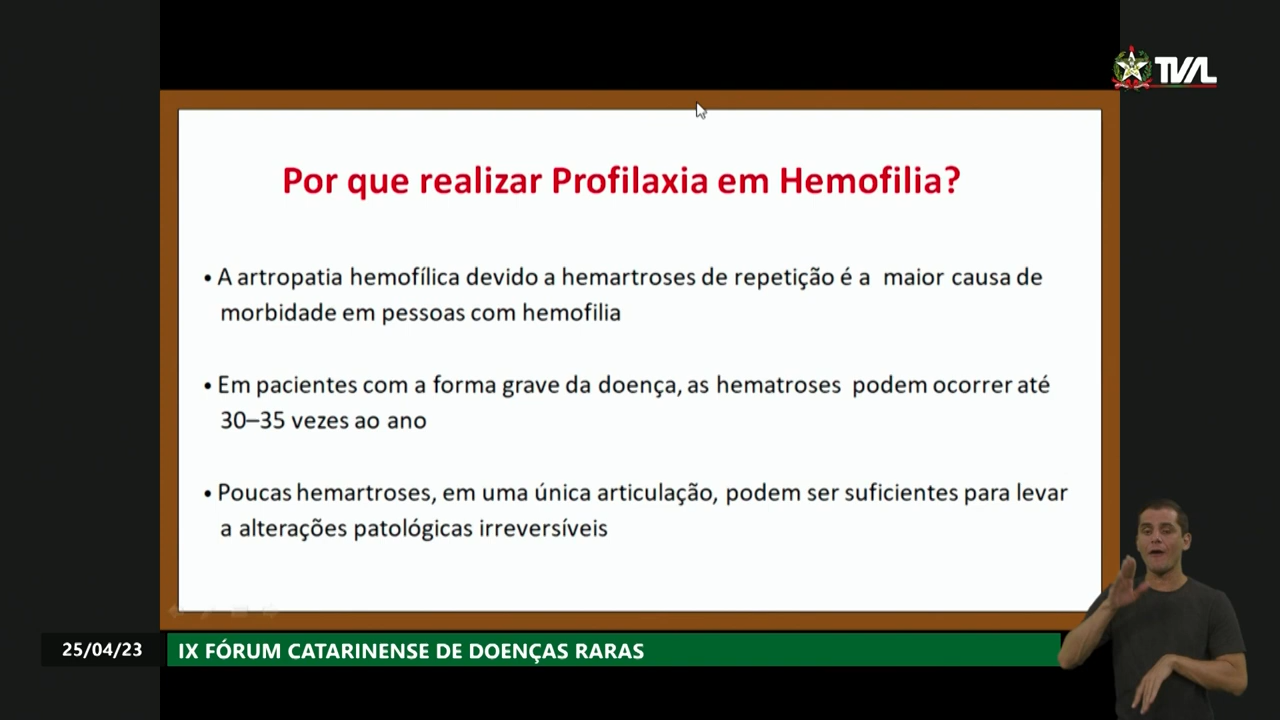 TVAL
Por que realizar Profilaxia em Hemofilia?
• A artropatia hemofílica devido a hemartroses de repetição é a maior causa de
morbidade em pessoas com hemofilia
• Em pacientes com a forma grave da doença, as hematroses podem ocorrer até
30–35 vezes ao ano
• Poucas hemartroses, em uma única articulação, podem ser suficientes para levar
a alterações patológicas irreversíveis
25/04/23
IX FÓRUM CATARINENSE DE DOENÇAS RARAS